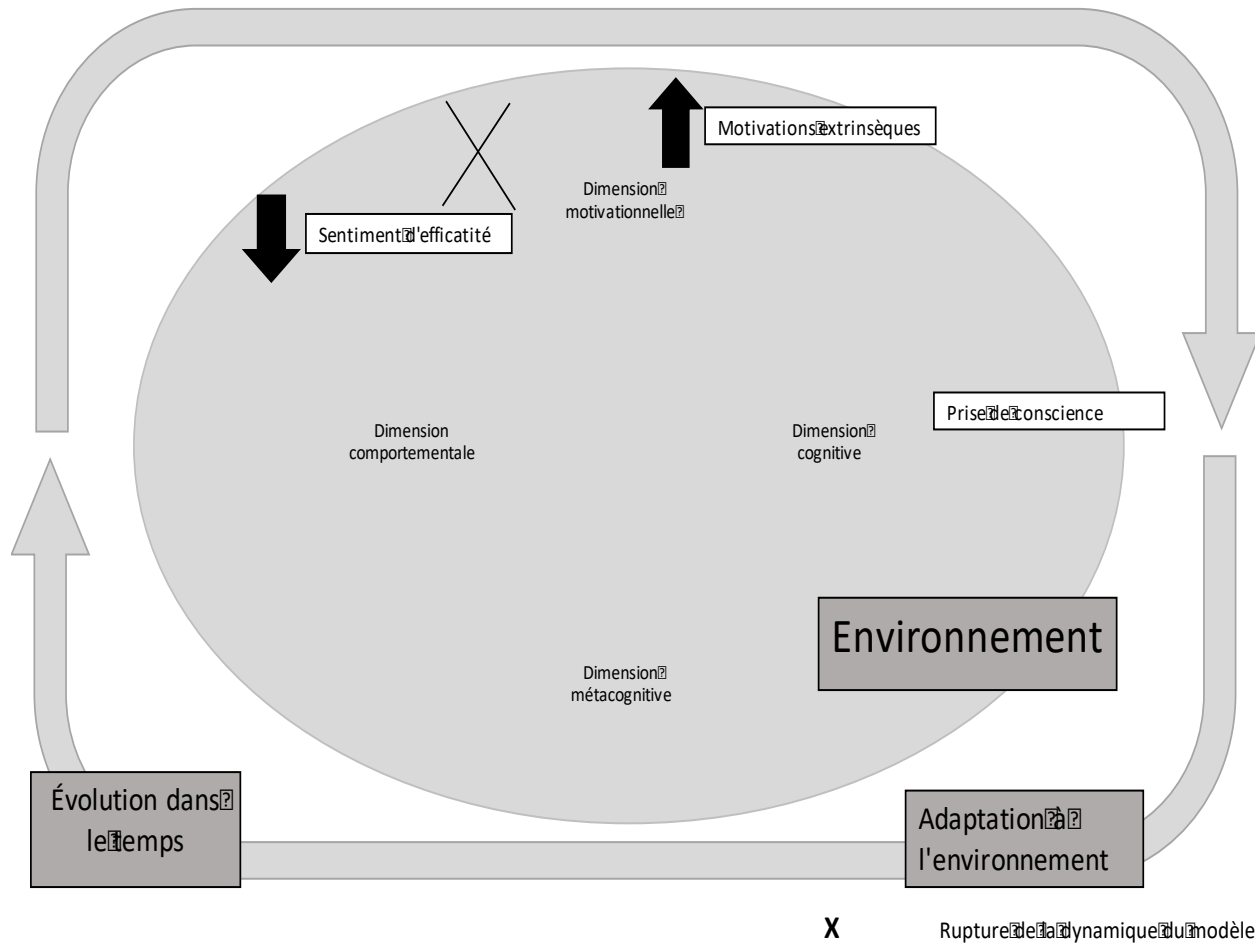 Motivations extrinsèques
Dimension
motivationnelle
Sentiment d'efficatité
Prise de conscience
Dimension
comportementale
Dimension
cognitive
Environnement
Dimension
métacognitive
Évolution dans
le temps
Adaptation à
l'environnement
X Rupture de la dynamique du modèle